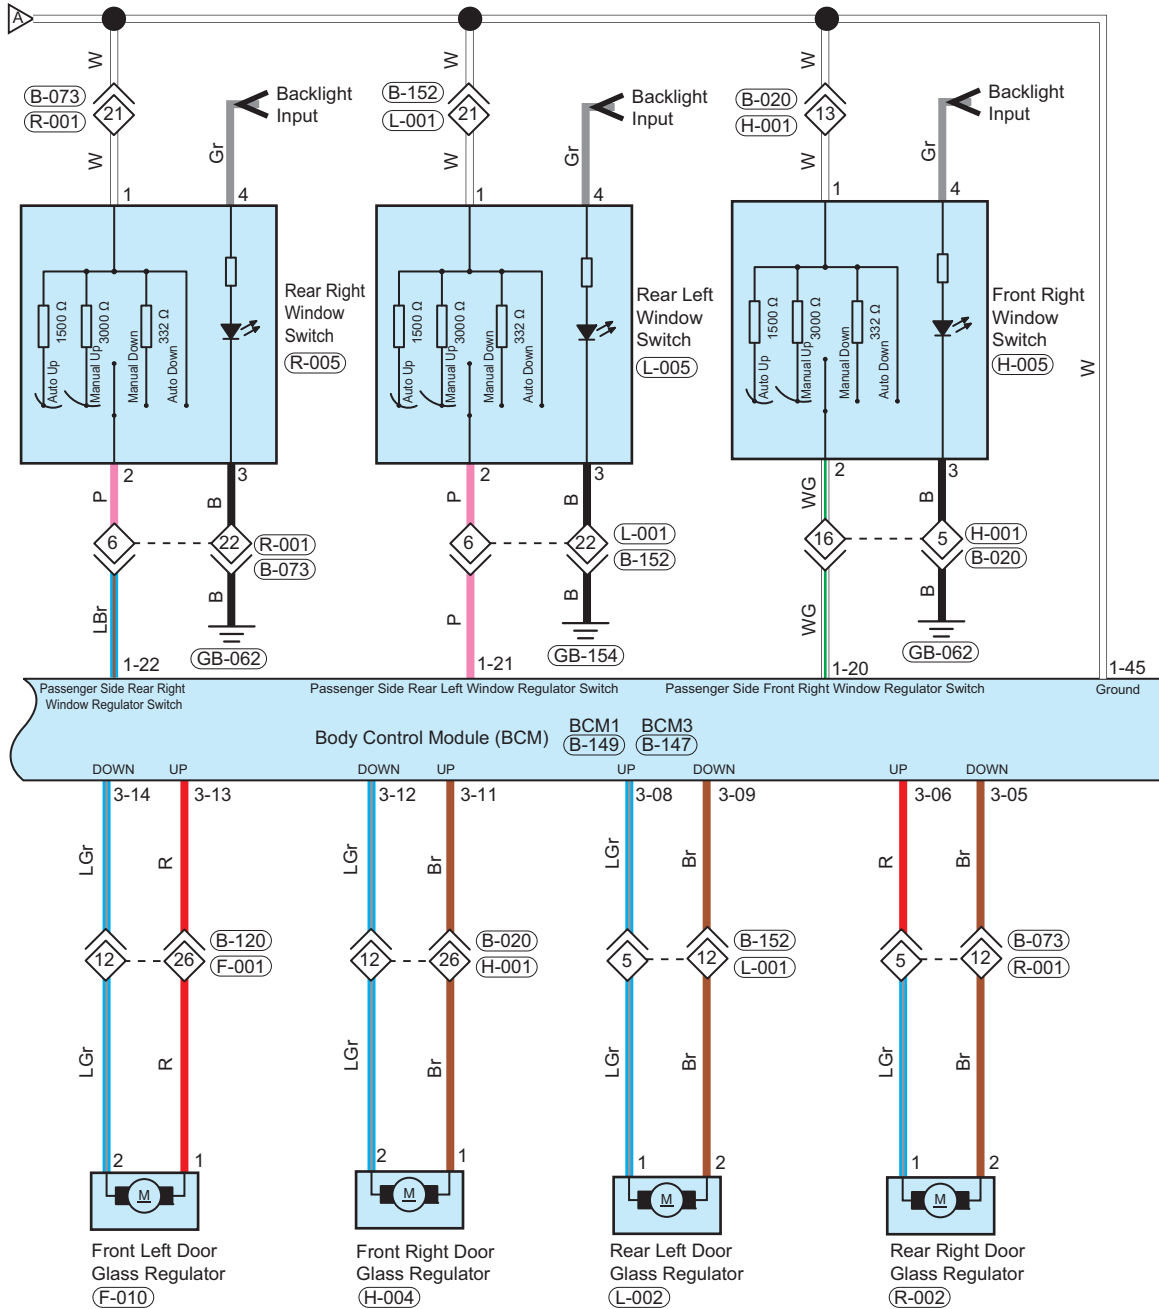 A
W
W
W
B-073
R-001
21
Backlight
Input
B-152
L-001
21
Backlight
Input
B-020
H-001
13
Backlight
Input
W
Gr
W
Gr
W
Gr
1
4
1
4
1
4
1500 Ω
3000 Ω
332 Ω
Auto Up
Manual Up
Manual Down
Auto Down
Rear Right
Window
Switch
R-005
1500 Ω
3000 Ω
332 Ω
Auto Up
Manual Up
Manual Down
Auto Down
Rear Left
Window
Switch
L-005
1500 Ω
3000 Ω
332 Ω
Auto Up
Manual Up
Manual Down
Auto Down
Front Right
Window
Switch
H-005
W
2
3
2
3
2
3
P
B
P
B
WG
B
6
22
R-001
B-073
6
22
L-001
B-152
16
5
H-001
B-020
LBr
B
P
B
WG
B
GB-062
GB-154
GB-062
1-22
1-21
1-20
1-45
Passenger Side Rear Right
Window Regulator Switch
Passenger Side Rear Left Window Regulator Switch
Passenger Side Front Right Window Regulator Switch
Ground
Body Control Module (BCM)
BCM1
B-149
BCM3
B-147
DOWN
UP
DOWN
UP
UP
DOWN
UP
DOWN
3-14
3-13
3-12
3-11
3-08
3-09
3-06
3-05
LGr
R
LGr
Br
LGr
Br
R
Br
12
26
B-120
F-001
12
26
B-020
H-001
5
12
B-152
L-001
5
12
B-073
R-001
LGr
R
LGr
Br
LGr
Br
LGr
Br
2
1
2
1
1
2
1
2
M
M
M
M
Front Left Door
Glass Regulator
F-010
Front Right Door
Glass Regulator
H-004
Rear Left Door
Glass Regulator
L-002
Rear Right Door
Glass Regulator
R-002